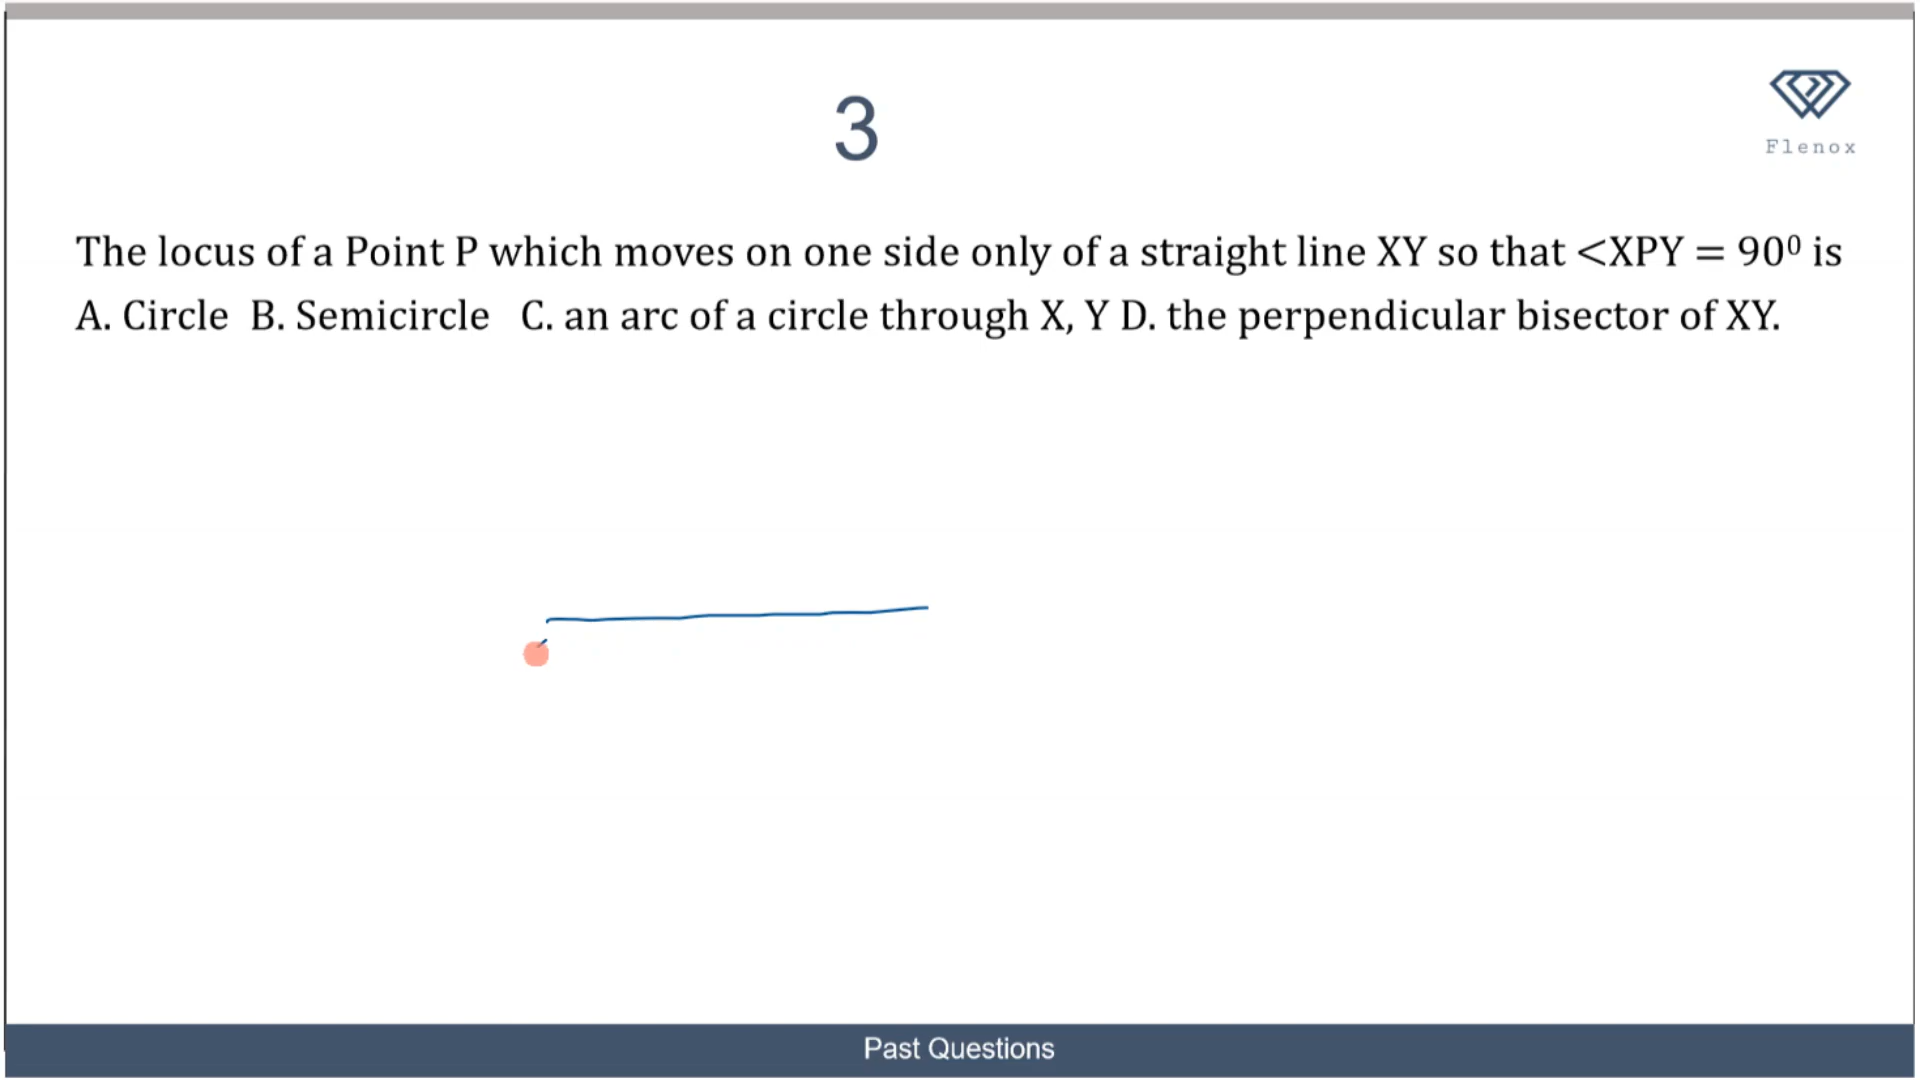 3
Flenox
The locus of a Point P which moves on one side only of a straight line XY so that <XPY = 90⁰ is
A. Circle B. Semicircle C. an arc of a circle through X, Y D. the perpendicular bisector of XY.
Past Questions